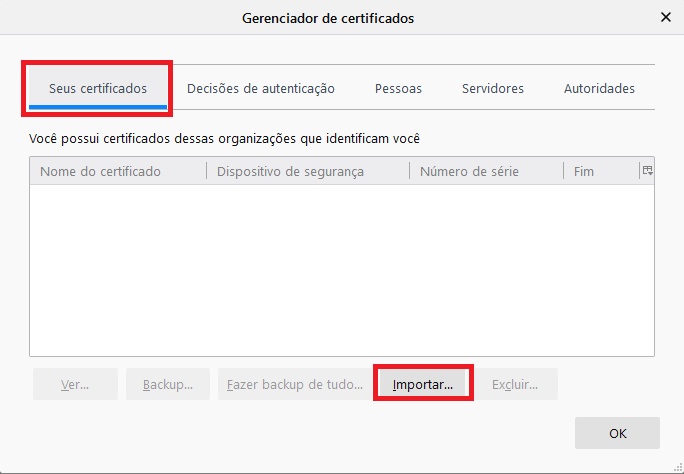 Gerenciador de certificados
Seus certificados Decisões de autenticação Pessoas Servidores Autoridades
Você possui certificados dessas organizações que identificam você
Nome do certificado Dispositivo de segurança Número de série Fim
Ver... Backup... Fazer backup de tudo... Importar... Excluir...
OK